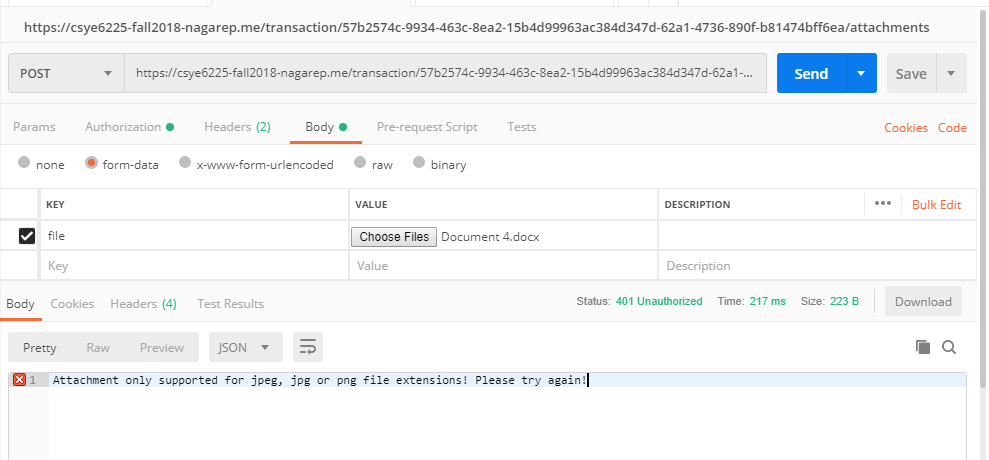 https://csye6225-fall2018-nagarep.me/transaction/57b2574c-9934-463c-8ea2-15b4d99963ac384d347d-62a1-4736-890f-b81474bff6ea/attachments
POST https://csye6225-fall2018-nagarep.me/transaction/57b2574c-9934-463c-8ea2-15b4d99963ac384d347d-62a1-... Send Save
Params Authorization Headers (2) Body Pre-request Script Tests Cookies Code
none form-data x-www-form-urlencoded raw binary
KEY VALUE DESCRIPTION ••• Bulk Edit
file Choose Files Document 4.docx
Key Value Description
Body Cookies Headers (4) Test Results Status: 401 Unauthorized Time: 217 ms Size: 223 B Download
Pretty Raw Preview JSON
1 Attachment only supported for jpeg, jpg or png file extensions! Please try again!